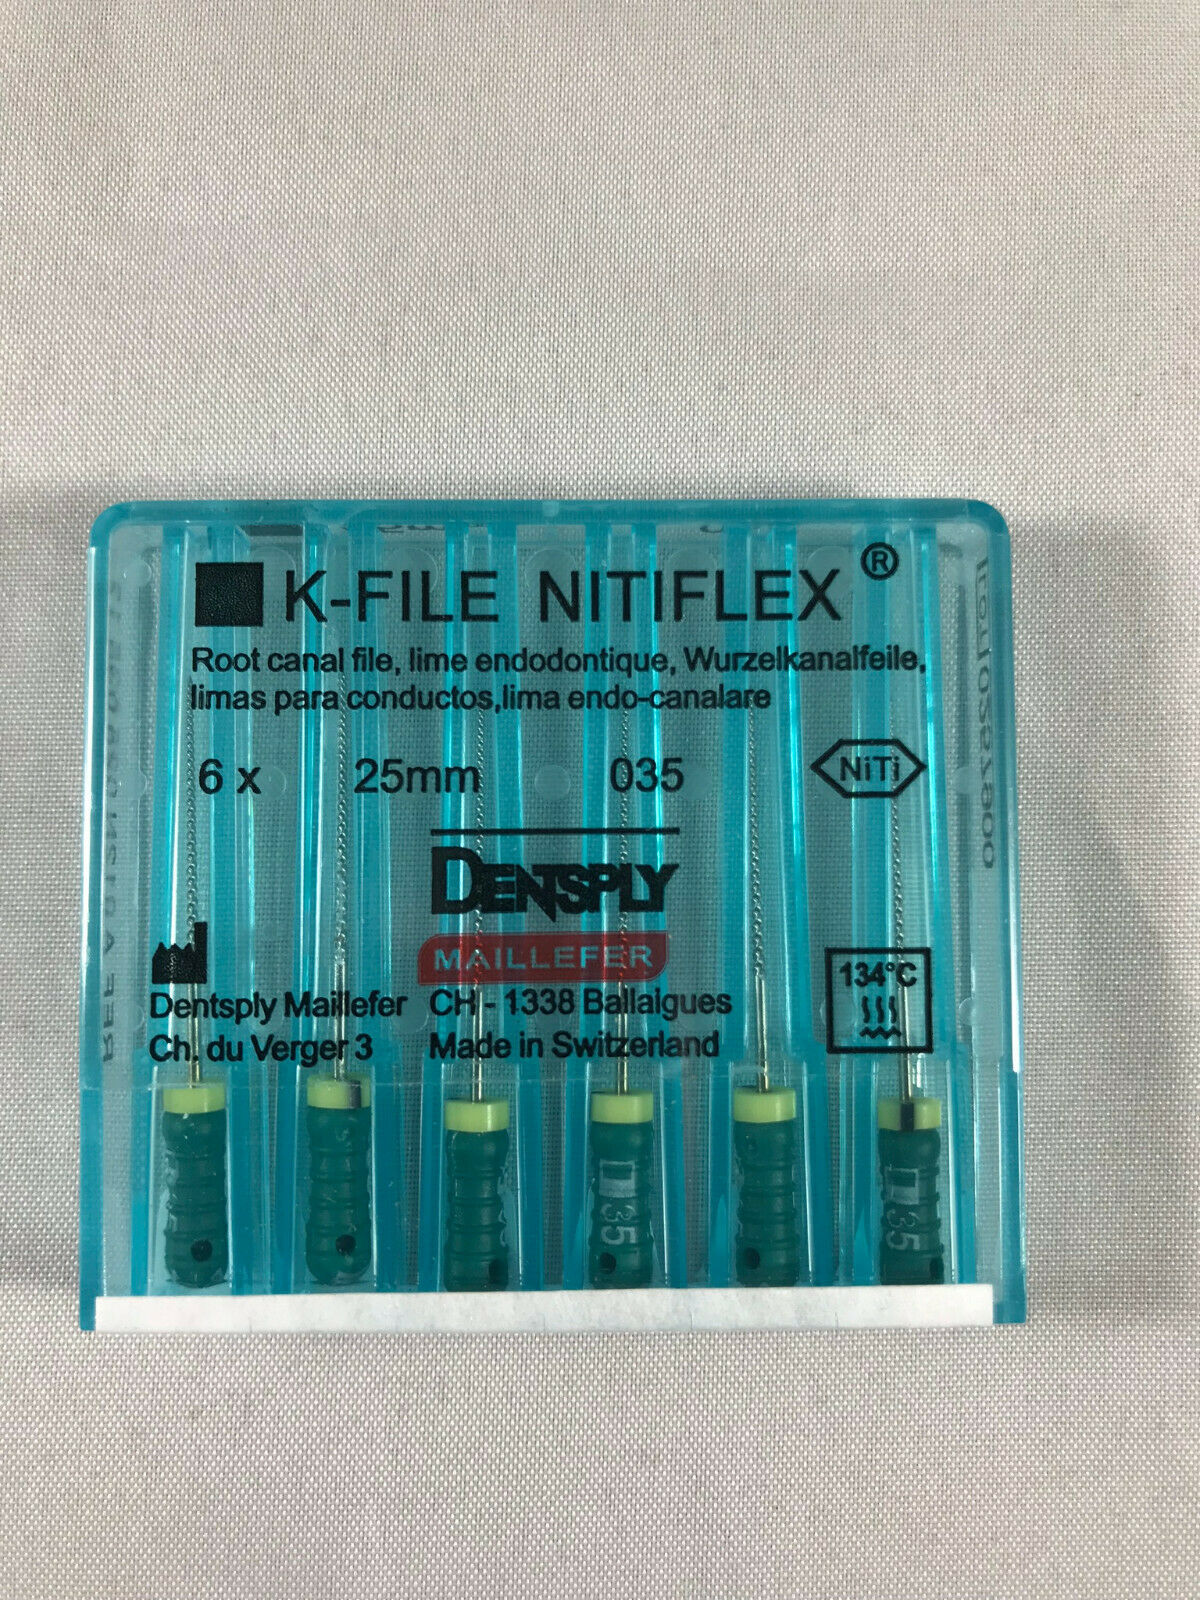 K-FILE NITIFLEX®
Root canal file, lime endodontique, Wurzelkanalfeile,
limas para conductos,lima endo-canalare
6 x 25mm 035 NiTi
DENTSPLY
MAILLEFER
134°C
Dentsply Maillefer CH - 1338 Ballaigues
Ch. du Verger 3 Made in Switzerland
35
35